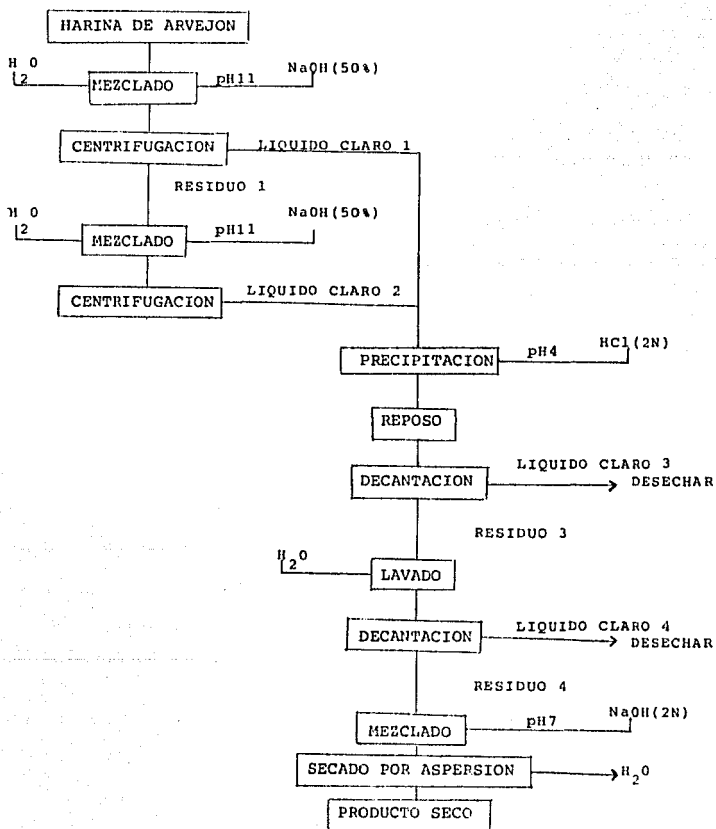 HARINA DE ARVEJON
H2O
NaOH(50%)
MEZCLADO
pH11
CENTRIFUGACION
LIQUIDO CLARO 1
RESIDUO 1
H2O
NaOH(50%)
MEZCLADO
pH11
CENTRIFUGACION
LIQUIDO CLARO 2
HCl(2N)
PRECIPITACION
pH4
REPOSO
LIQUIDO CLARO 3
DECANTACION
DESECHAR
RESIDUO 3
H2O
LAVADO
LIQUIDO CLARO 4
DECANTACION
DESECHAR
RESIDUO 4
NaOH(2N)
MEZCLADO
pH7
SECADO POR ASPERSION
H2O
PRODUCTO SECO